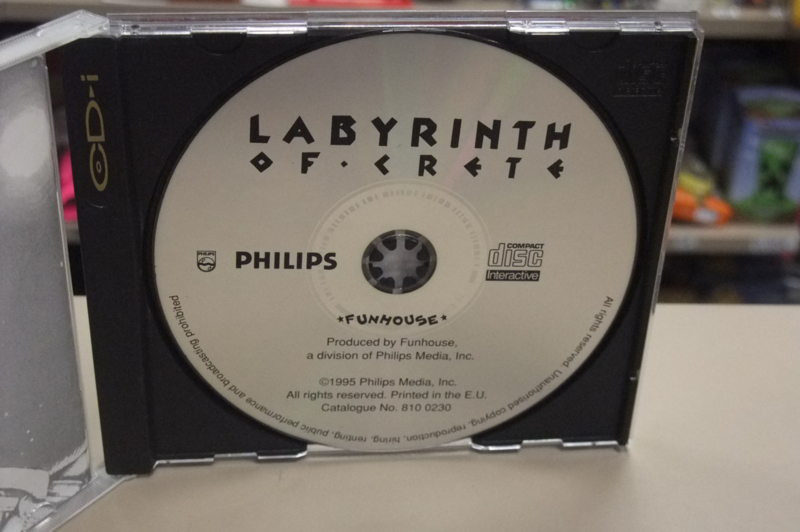 CD-i
LABYRINTH
OF · CRETE
PHILIPS
PHILIPS
COMPACT
disc
Interactive
★FUNHOUSE★
Produced by Funhouse,
a division of Philips Media, Inc.
©1995 Philips Media, Inc.
All rights reserved. Printed in the E.U.
Catalogue No. 810 0230
All rights reserved. Unauthorised copying, reproduction, hiring, renting, public performance and broadcasting prohibited